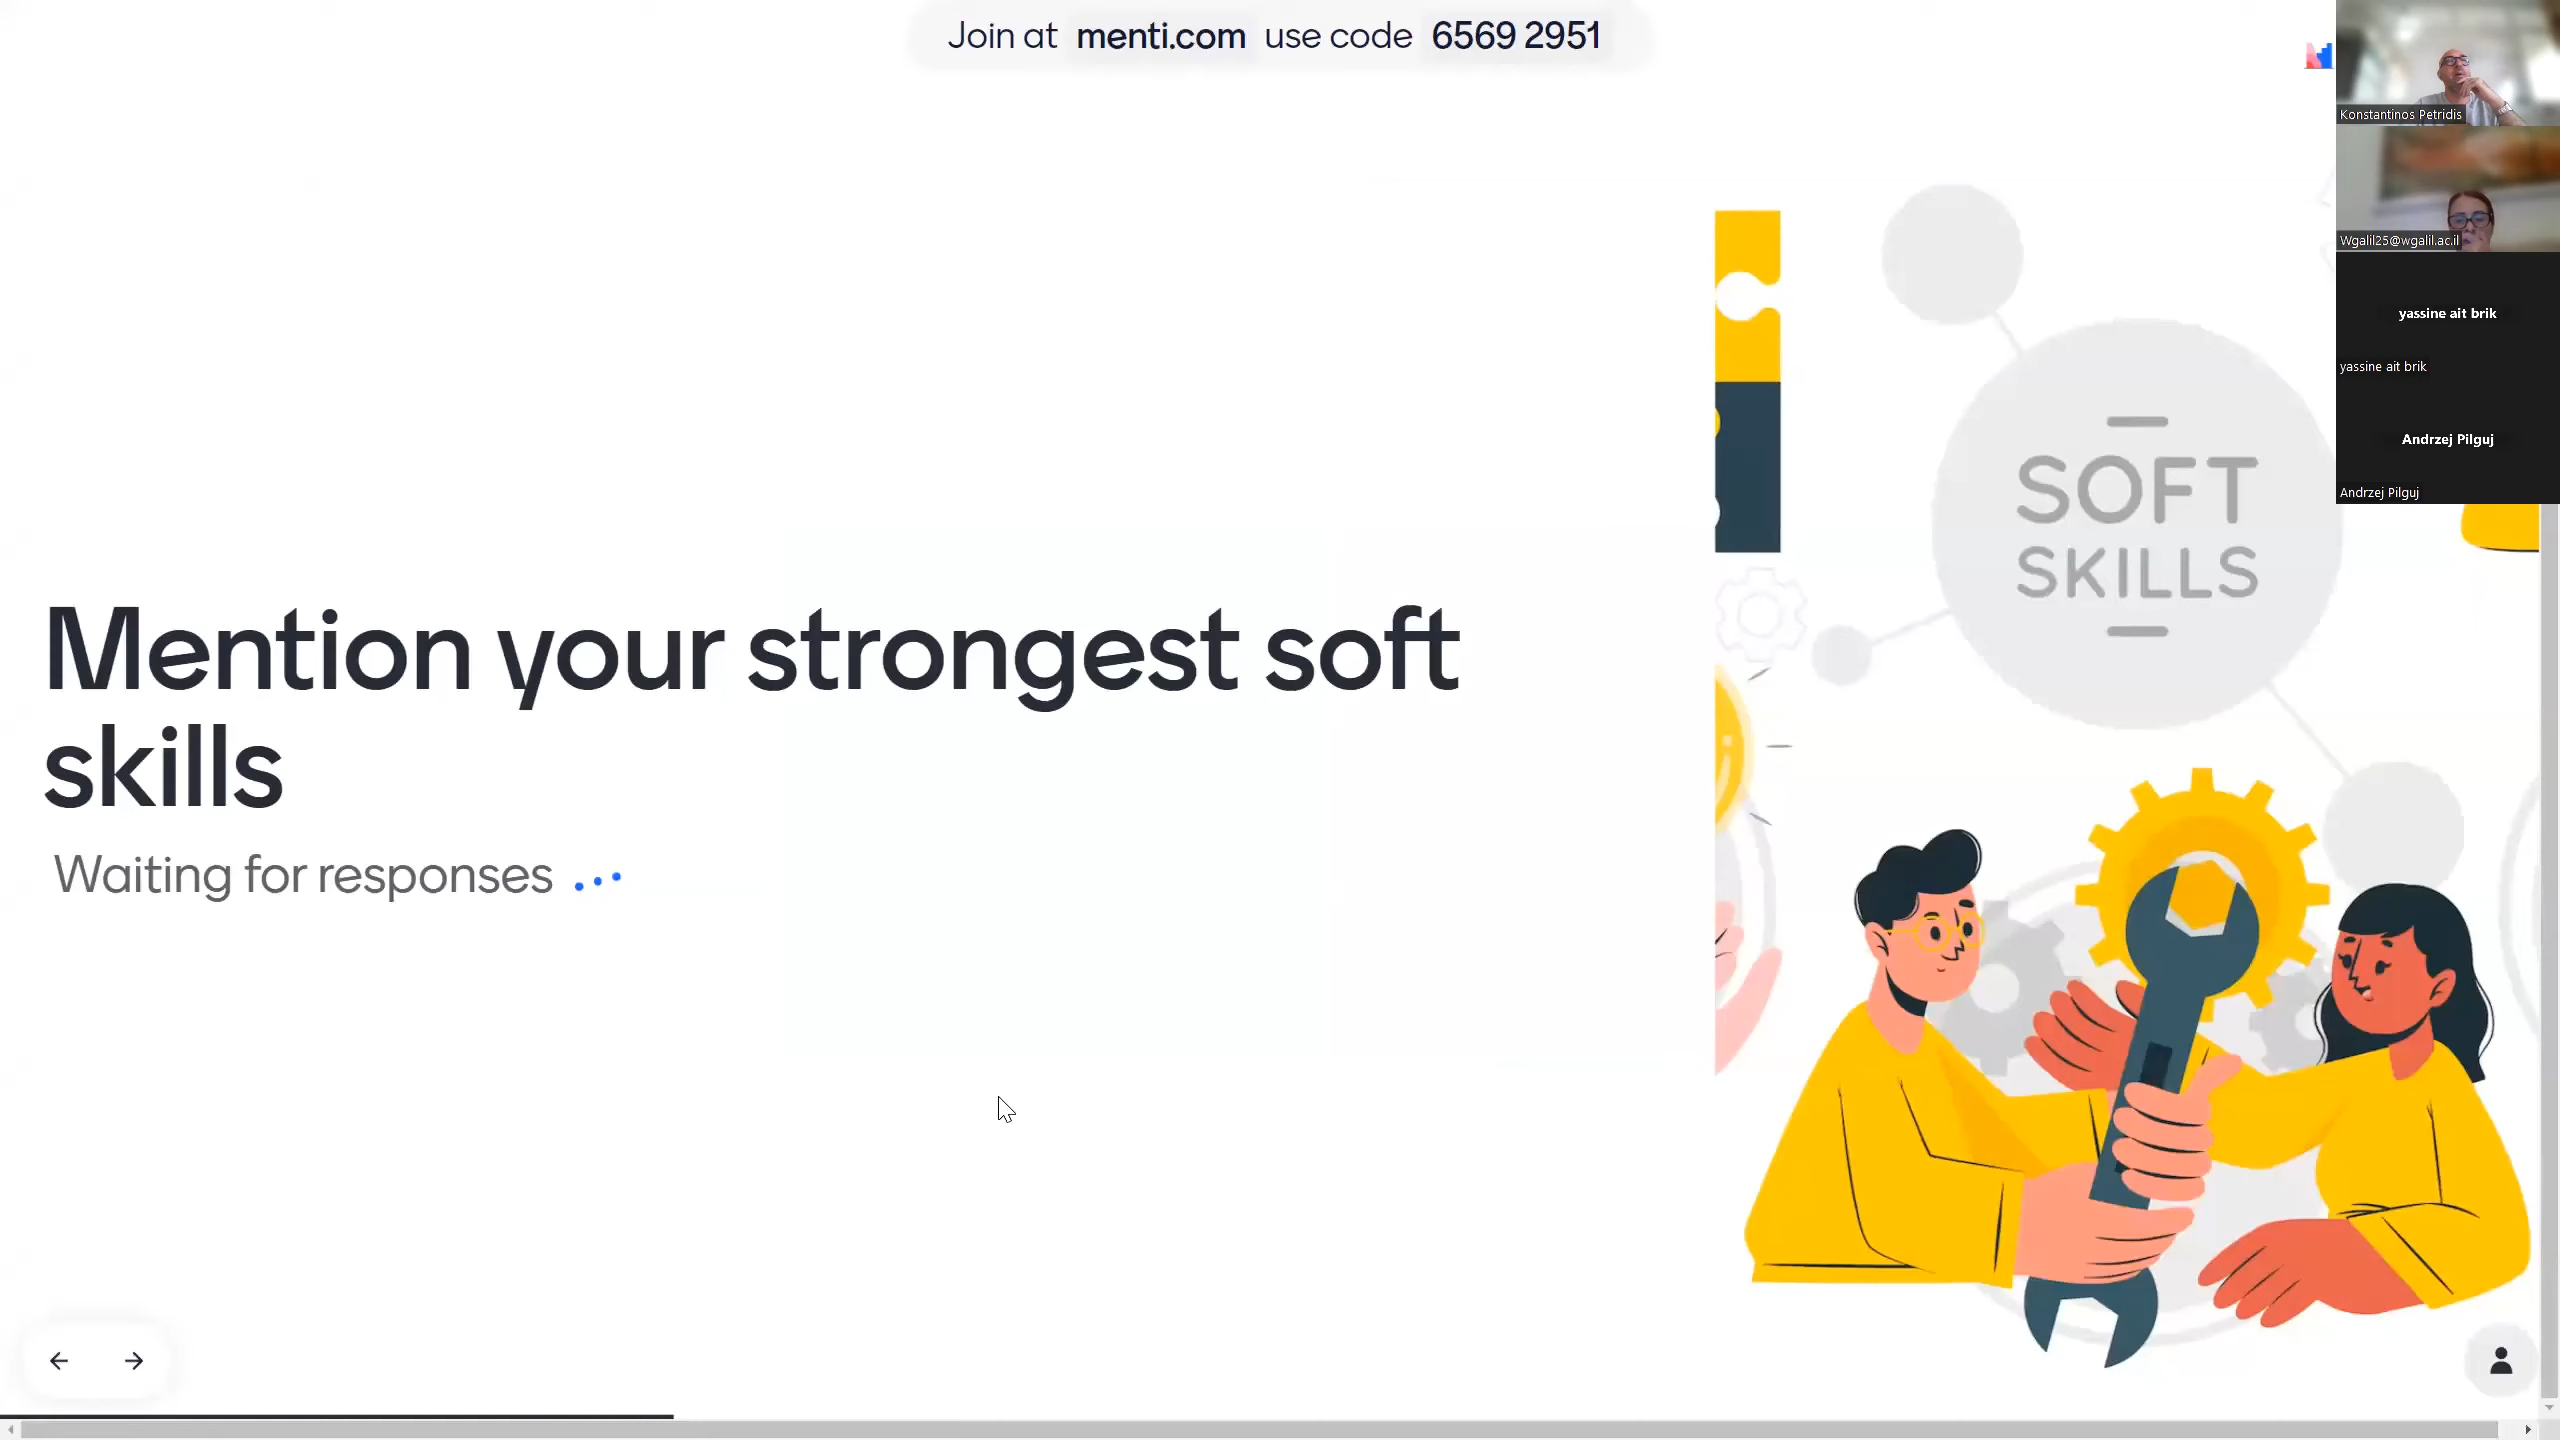 Join at menti.com use code 6569 2951
Konstantinos Petridis
Wgalil25@wgalil.ac.il
yassine ait brik
yassine ait brik
Andrzej Pilguj
Andrzej Pilguj
SOFT
SKILLS
Mention your strongest soft
skills
Waiting for responses